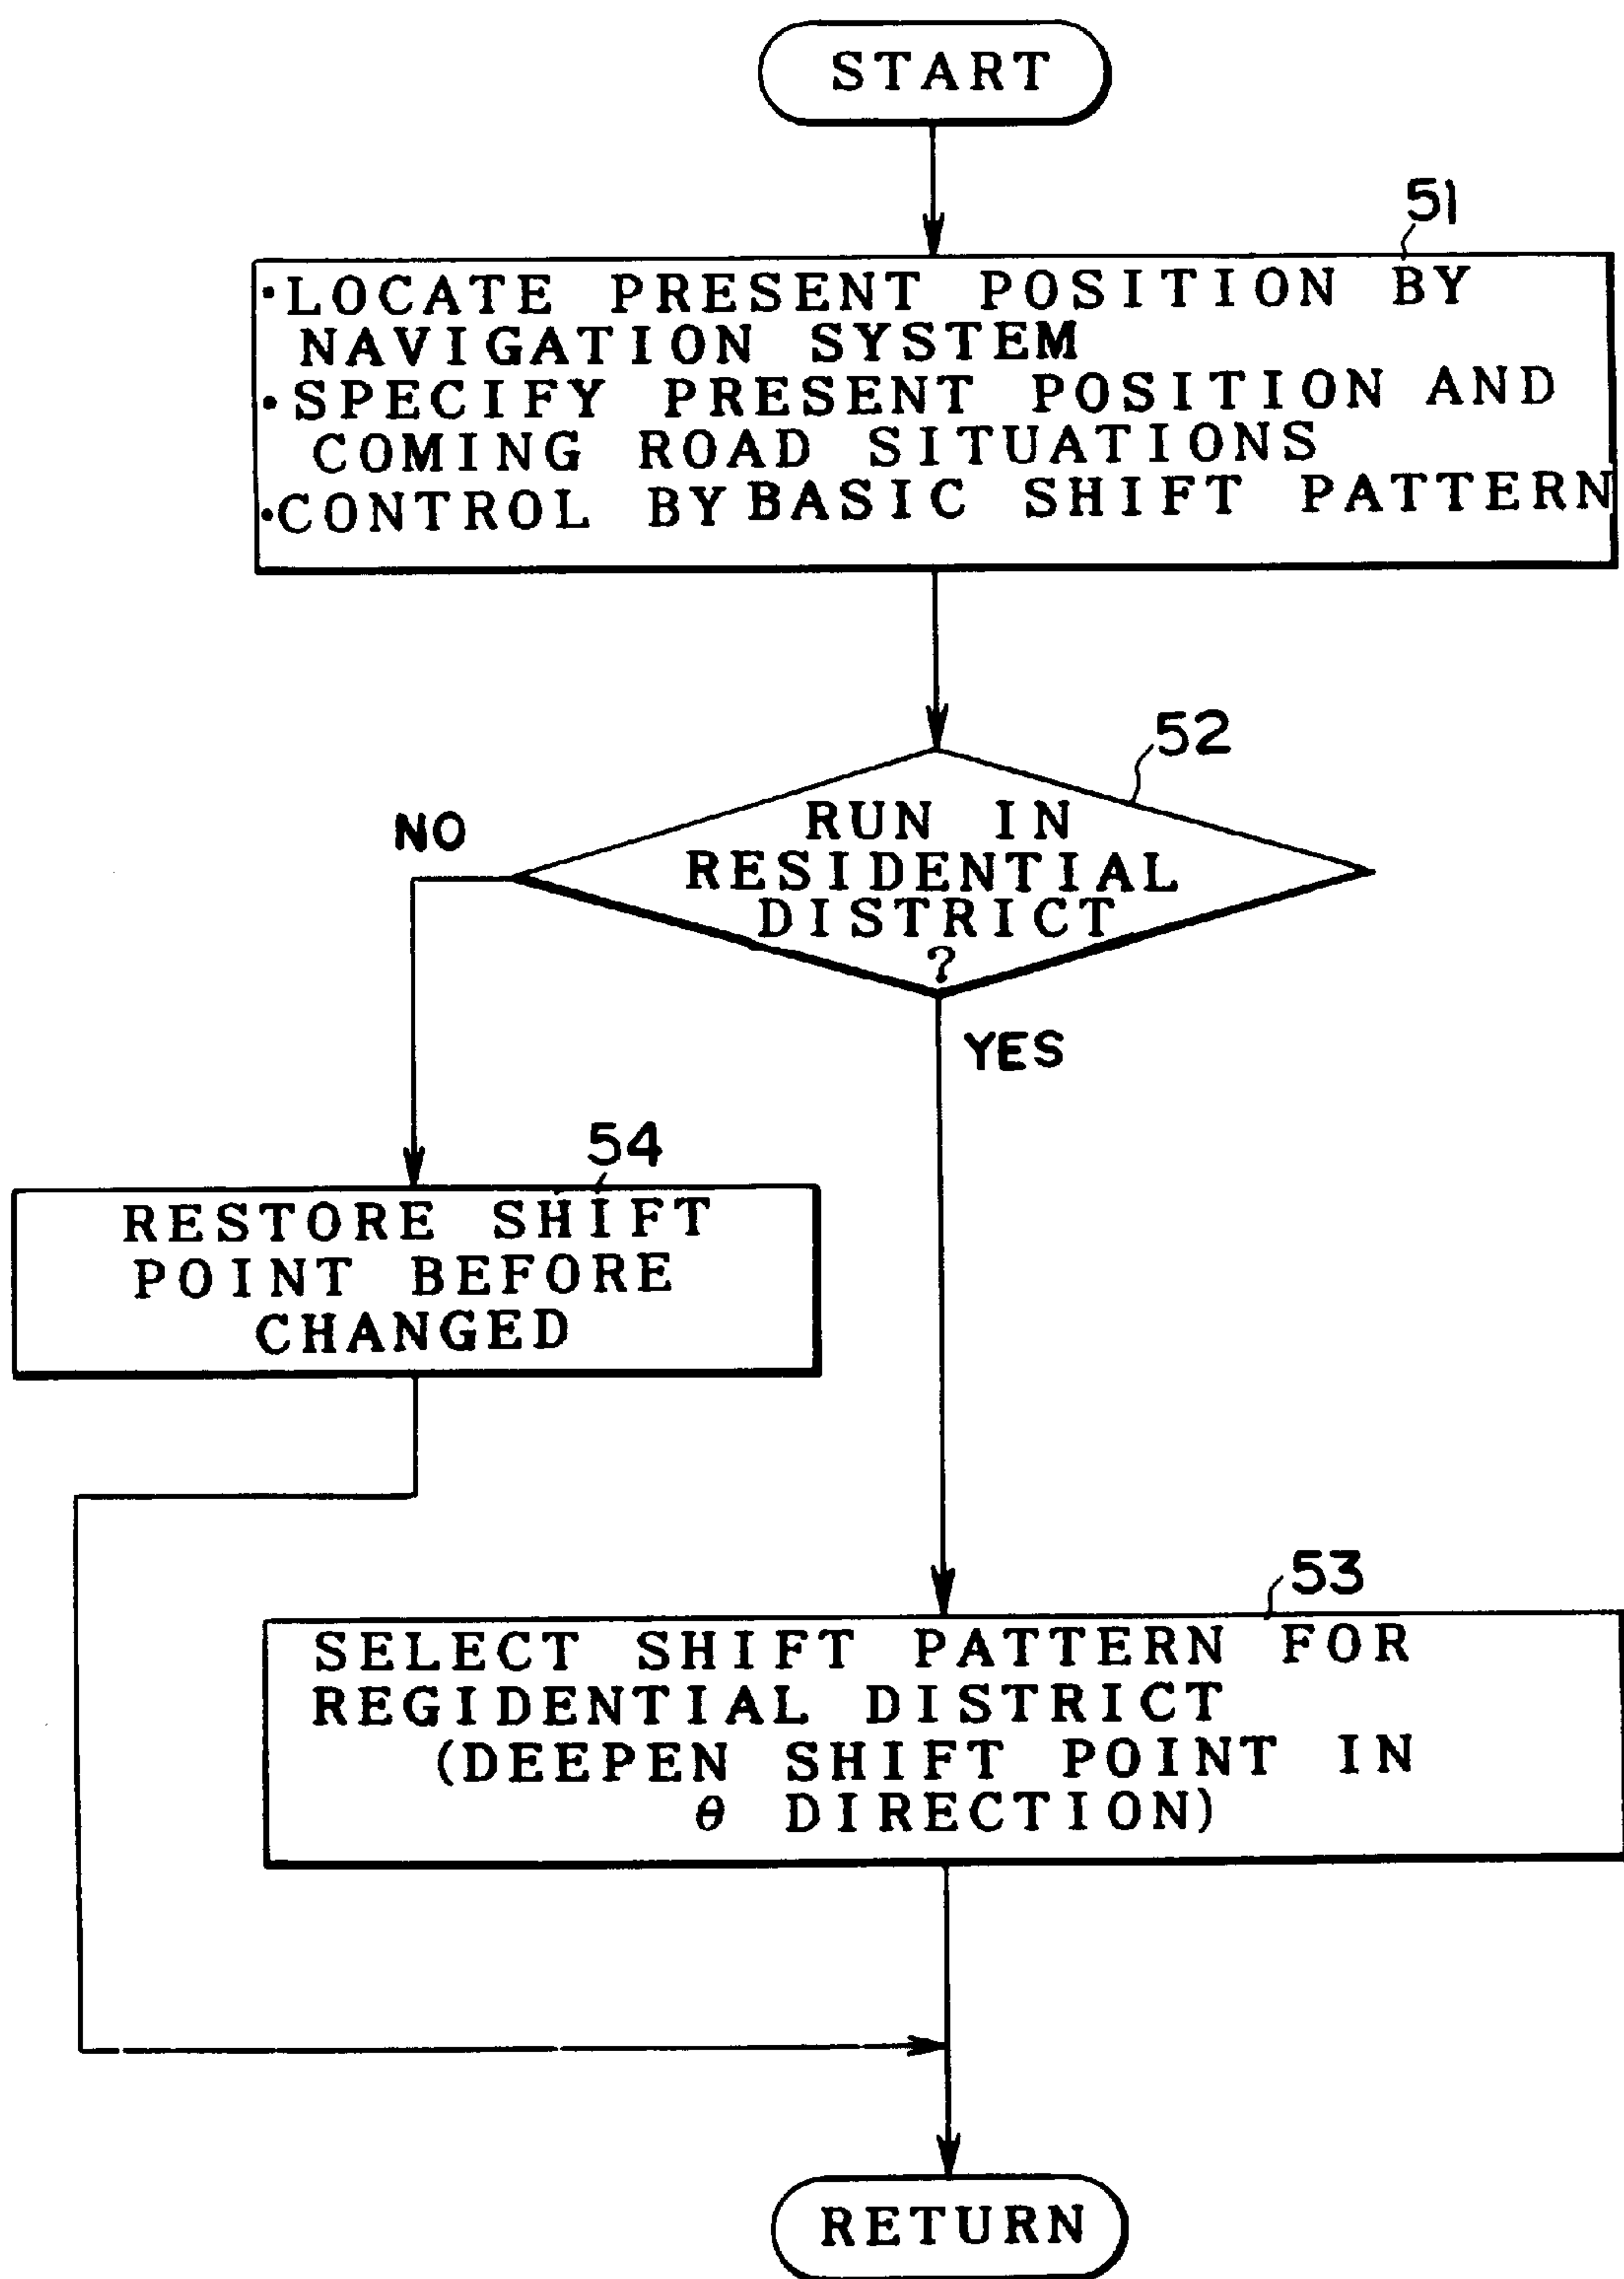 START
51
·LOCATE PRESENT POSITION BY
NAVIGATION SYSTEM
·SPECIFY PRESENT POSITION AND
COMING ROAD SITUATIONS
·CONTROL BY BASIC SHIFT PATTERN
52
NO
RUN IN
RESIDENTIAL
DISTRICT
?
YES
54
RESTORE SHIFT
POINT BEFORE
CHANGED
53
SELECT SHIFT PATTERN FOR
REGIDENTIAL DISTRICT
(DEEPEN SHIFT POINT IN
θ DIRECTION)
RETURN